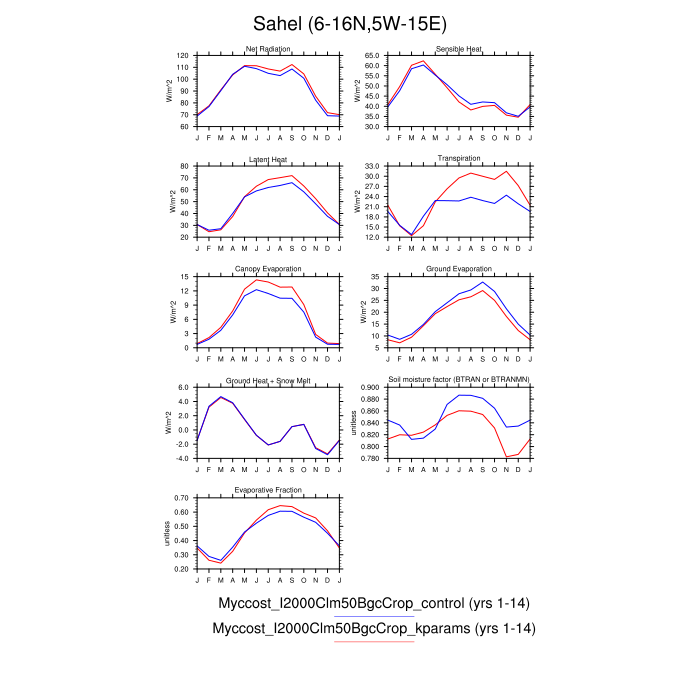 Sahel (6-16N,5W-15E)
Net Radiation
W/m^2
120
110
100
90
80
70
60
J F M A M J J A S O N D J
Sensible Heat
W/m^2
65.0
60.0
55.0
50.0
45.0
40.0
35.0
30.0
J F M A M J J A S O N D J
Latent Heat
W/m^2
80
70
60
50
40
30
20
J F M A M J J A S O N D J
Transpiration
W/m^2
33.0
30.0
27.0
24.0
21.0
18.0
15.0
12.0
J F M A M J J A S O N D J
Canopy Evaporation
W/m^2
15
12
9
6
3
0
J F M A M J J A S O N D J
Ground Evaporation
W/m^2
35
30
25
20
15
10
5
J F M A M J J A S O N D J
Ground Heat + Snow Melt
W/m^2
6.0
4.0
2.0
0.0
-2.0
-4.0
J F M A M J J A S O N D J
Soil moisture factor (BTRAN or BTRANMN)
unitless
0.900
0.880
0.860
0.840
0.820
0.800
0.780
J F M A M J J A S O N D J
Evaporative Fraction
unitless
0.70
0.60
0.50
0.40
0.30
0.20
J F M A M J J A S O N D J
Myccost_I2000Clm50BgcCrop_control (yrs 1-14)
Myccost_I2000Clm50BgcCrop_kparams (yrs 1-14)